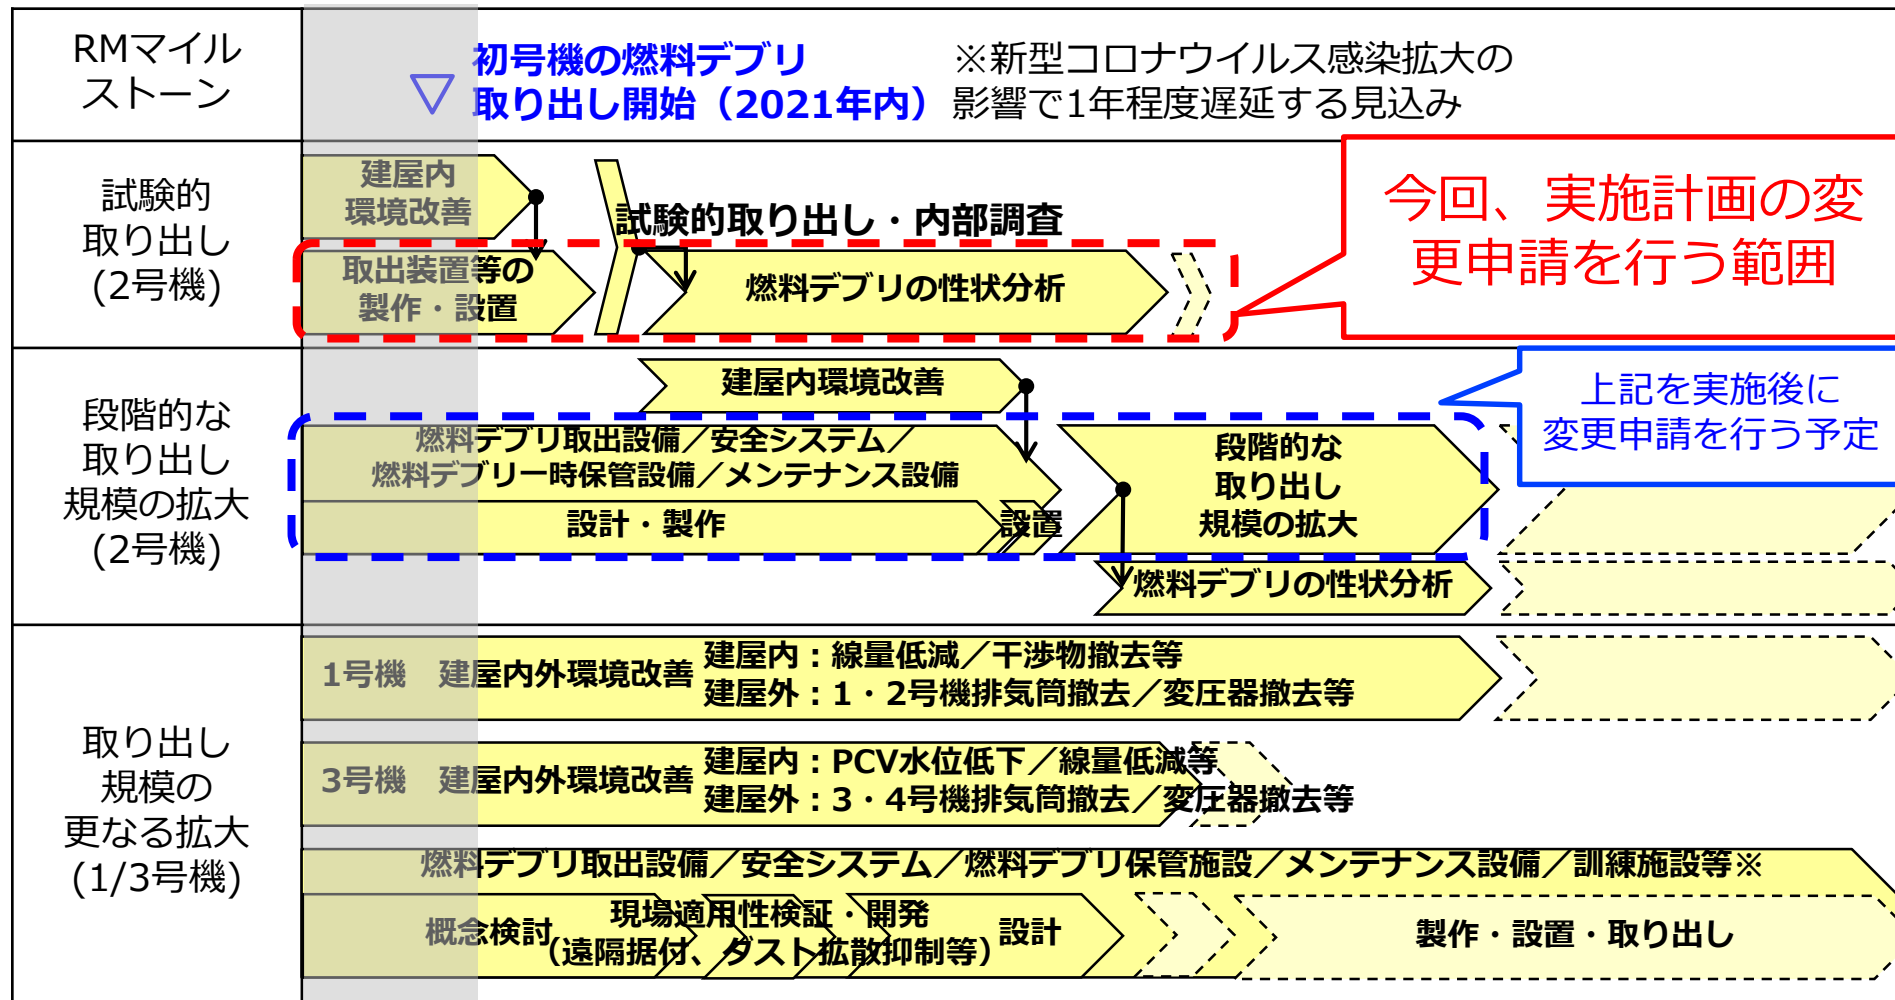 RMマイル
ストーン
初号機の燃料デブリ
取り出し開始（2021年内）
※新型コロナウイルス感染拡大の
影響で1年程度遅延する見込み
試験的
取り出し
(2号機)
建屋内
環境改善
試験的取り出し・内部調査
取出装置等の
製作・設置
燃料デブリの性状分析
今回、実施計画の変
更申請を行う範囲
段階的な
取り出し
規模の拡大
(2号機)
建屋内環境改善
上記を実施後に
変更申請を行う予定
燃料デブリ取出設備／安全システム／
燃料デブリ一時保管設備／メンテナンス設備
設計・製作
設置
段階的な
取り出し
規模の拡大
燃料デブリの性状分析
取り出し
規模の
更なる拡大
(1/3号機)
1号機　建屋内外環境改善
建屋内：線量低減／干渉物撤去等
建屋外：1・2号機排気筒撤去／変圧器撤去等
3号機　建屋内外環境改善
建屋内：PCV水位低下／線量低減等
建屋外：3・4号機排気筒撤去／変圧器撤去等
燃料デブリ取出設備／安全システム／燃料デブリ保管施設／メンテナンス設備／訓練施設等※
概念検討
現場適用性検証・開発
（遠隔据付、ダスト拡散抑制等）
設計
製作・設置・取り出し